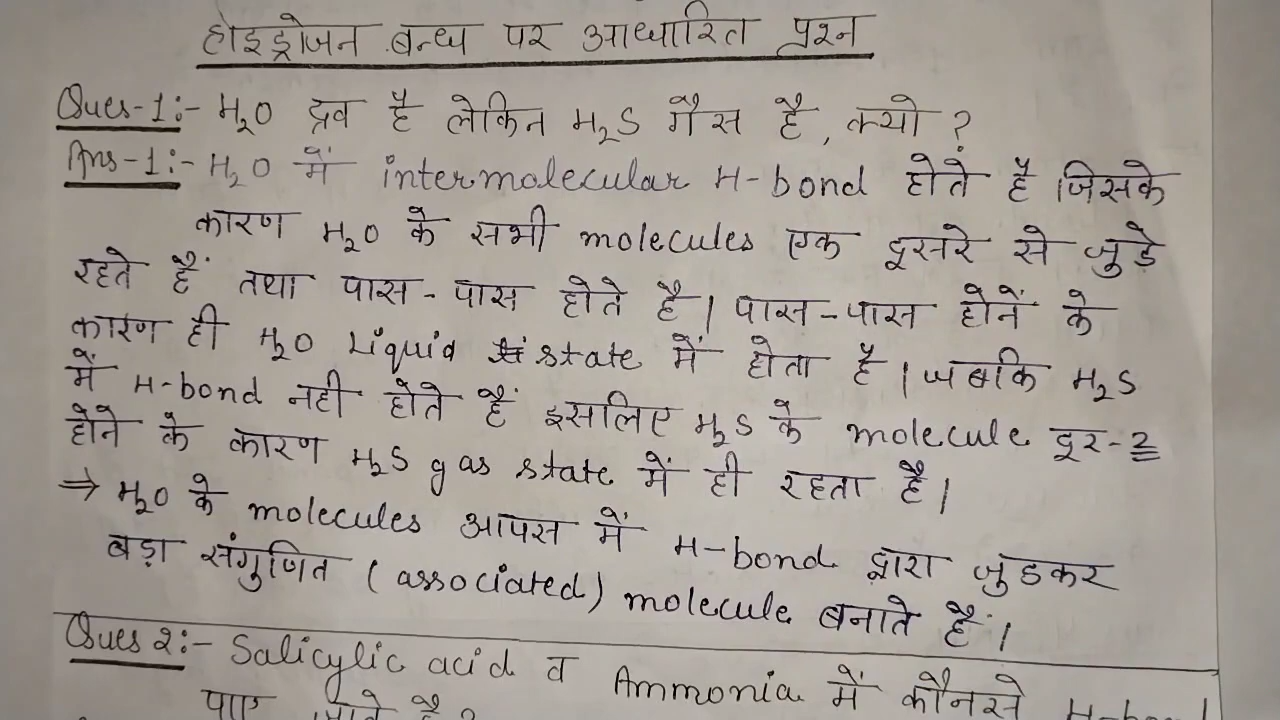 हाइड्रोजन बन्ध पर आधारित प्रश्न
Ques-1:- H₂O द्रव है लेकिन H₂S गैस है, क्यो ?
Ans-1:- H₂O में intermolecular H-bond होते है जिसके
कारण H₂O के सभी molecules एक दूसरे से जुड़े
रहते हैं तथा पास-पास होते है। पास-पास होनें के
कारण ही H₂O Liquid state में होता है। जबकि H₂S
में H-bond नही होते हैं इसलिए H₂S के molecule दूर-2
होने के कारण H₂S gas state में ही रहता है।
⇒ H₂O के molecules आपस में H-bond द्वारा जुडकर
बड़ा संगुणित (associated) molecule बनाते हैं।
Ques 2:- Salicylic acid व Ammonia में कौनसे H-bond
पाए जाते है?